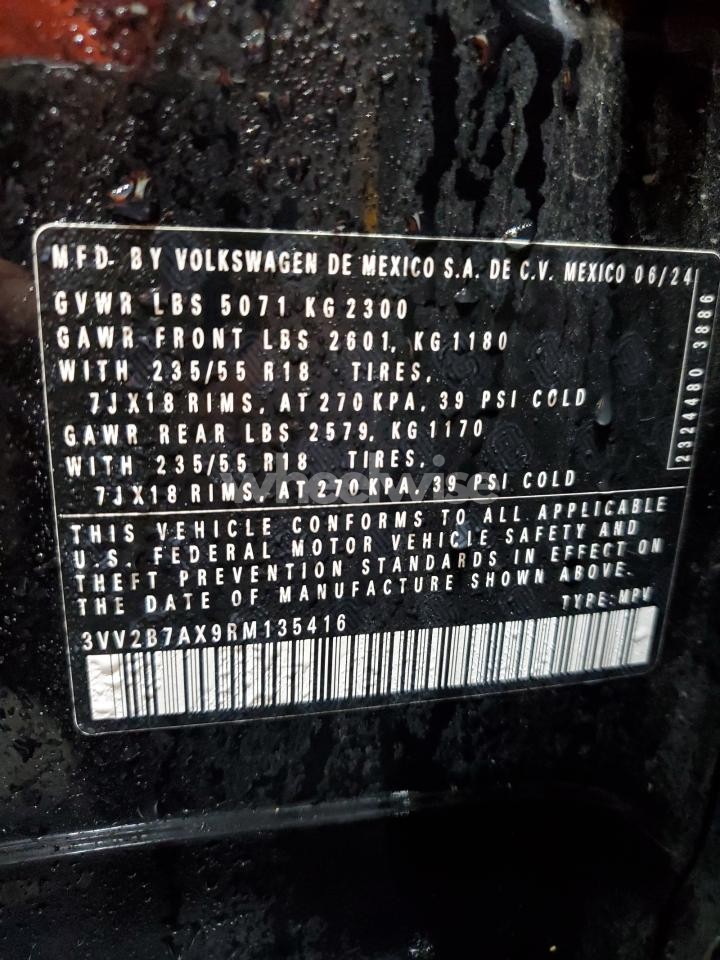 MFD. BY VOLKSWAGEN DE MEXICO S.A. DE C.V. MEXICO 06/24
GVWR LBS 5071 KG 2300
GAWR FRONT LBS 2601, KG 1180
WITH 235/55 R18 TIRES,
7JX18 RIMS, AT 270 KPA, 39 PSI COLD
GAWR REAR LBS 2579, KG 1170
WITH 235/55 R18 TIRES,
7JX18 RIMS, AT 270 KPA, 39 PSI COLD
2324480 3886
wheelwise
THIS VEHICLE CONFORMS TO ALL APPLICABLE
U.S. FEDERAL MOTOR VEHICLE SAFETY AND
THEFT PREVENTION STANDARDS IN EFFECT ON
THE DATE OF MANUFACTURE SHOWN ABOVE.
TYPE: MPV
3VV2B7AX9RM135416